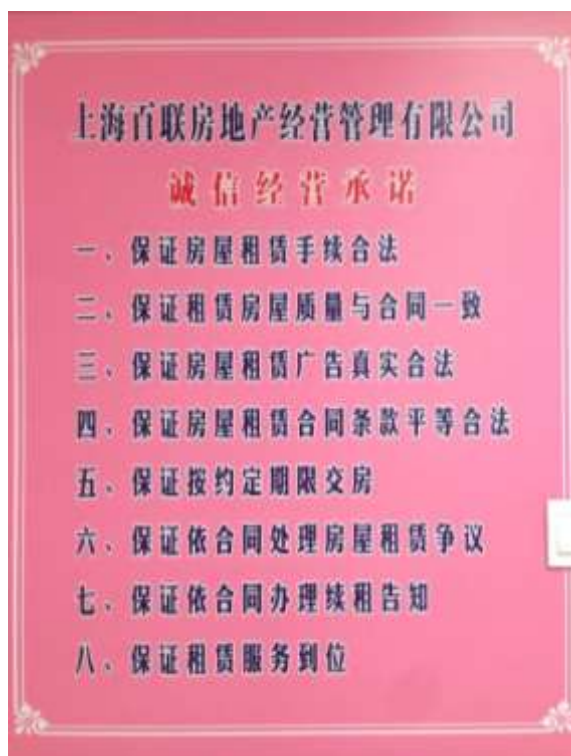 上海百联房地产经营管理有限公司
诚信经营承诺
一、保证房屋租赁手续合法
二、保证租赁房屋质量与合同一致
三、保证房屋租赁广告真实合法
四、保证房屋租赁合同条款平等合法
五、保证按约定期限交房
六、保证依合同处理房屋租赁争议
七、保证依合同办理续租告知
八、保证租赁服务到位